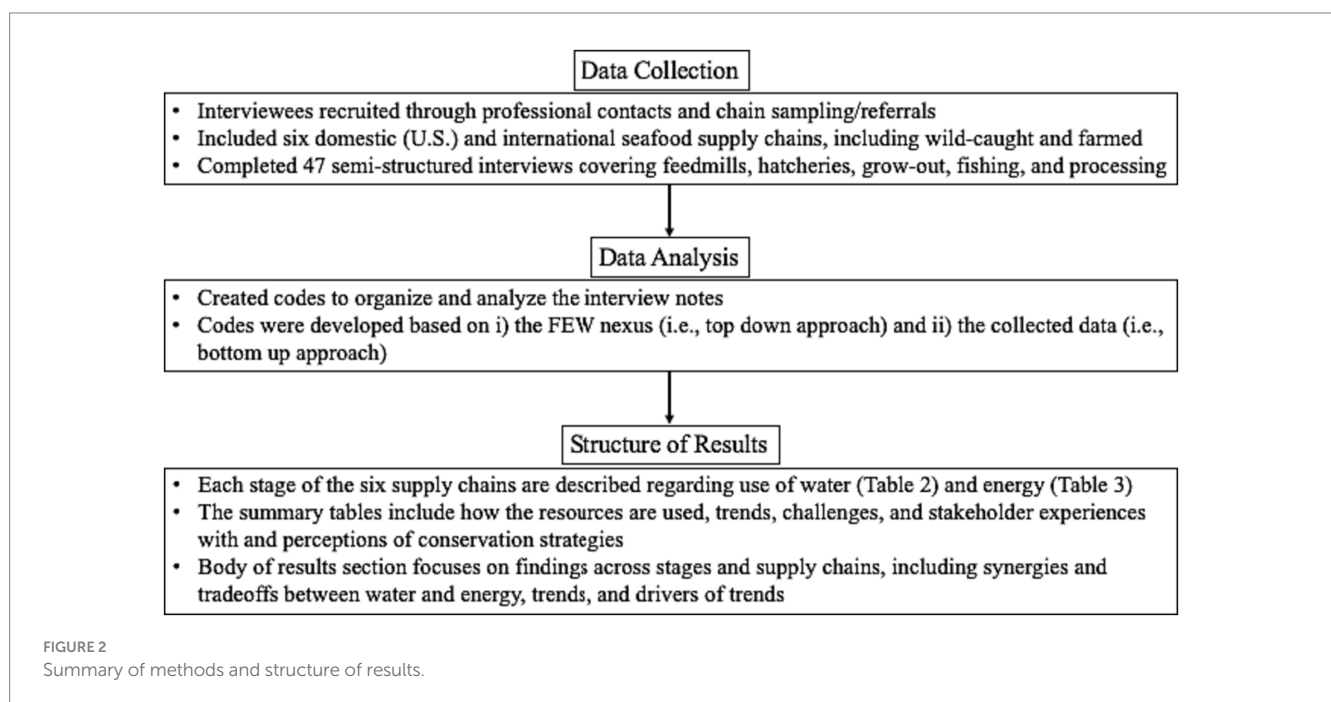 Data Collection
• Interviewees recruited through professional contacts and chain sampling/referrals
• Included six domestic (U.S.) and international seafood supply chains, including wild-caught and farmed
• Completed 47 semi-structured interviews covering feedmills, hatcheries, grow-out, fishing, and processing
Data Analysis
• Created codes to organize and analyze the interview notes
• Codes were developed based on i) the FEW nexus (i.e., top down approach) and ii) the collected data (i.e.,
bottom up approach)
Structure of Results
• Each stage of the six supply chains are described regarding use of water (Table 2) and energy (Table 3)
• The summary tables include how the resources are used, trends, challenges, and stakeholder experiences
with and perceptions of conservation strategies
• Body of results section focuses on findings across stages and supply chains, including synergies and
tradeoffs between water and energy, trends, and drivers of trends
FIGURE 2
Summary of methods and structure of results.